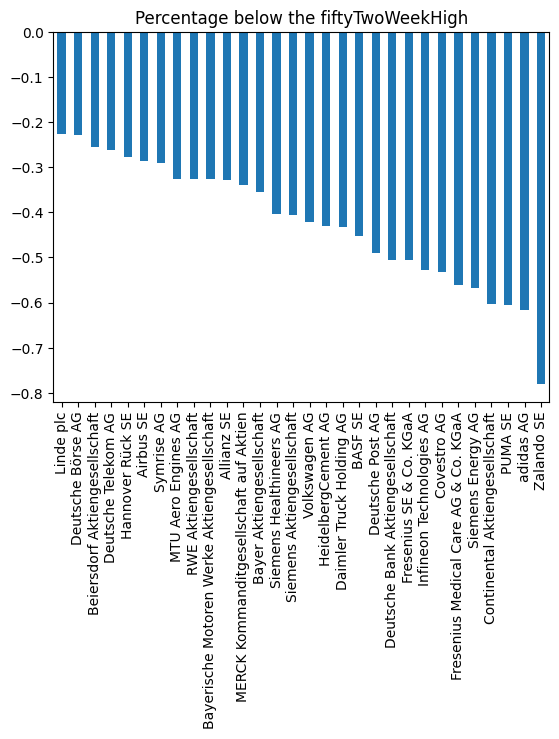 Percentage below the fiftyTwoWeekHigh
0.0
−0.1
−0.2
−0.3
−0.4
−0.5
−0.6
−0.7
−0.8
Linde plc
Deutsche Börse AG
Beiersdorf Aktiengesellschaft
Deutsche Telekom AG
Hannover Rück SE
Airbus SE
Symrise AG
MTU Aero Engines AG
RWE Aktiengesellschaft
Bayerische Motoren Werke Aktiengesellschaft
Allianz SE
MERCK Kommanditgesellschaft auf Aktien
Bayer Aktiengesellschaft
Siemens Healthineers AG
Siemens Aktiengesellschaft
Volkswagen AG
HeidelbergCement AG
Daimler Truck Holding AG
BASF SE
Deutsche Post AG
Deutsche Bank Aktiengesellschaft
Fresenius SE & Co. KGaA
Infineon Technologies AG
Covestro AG
Fresenius Medical Care AG & Co. KGaA
Siemens Energy AG
Continental Aktiengesellschaft
PUMA SE
adidas AG
Zalando SE